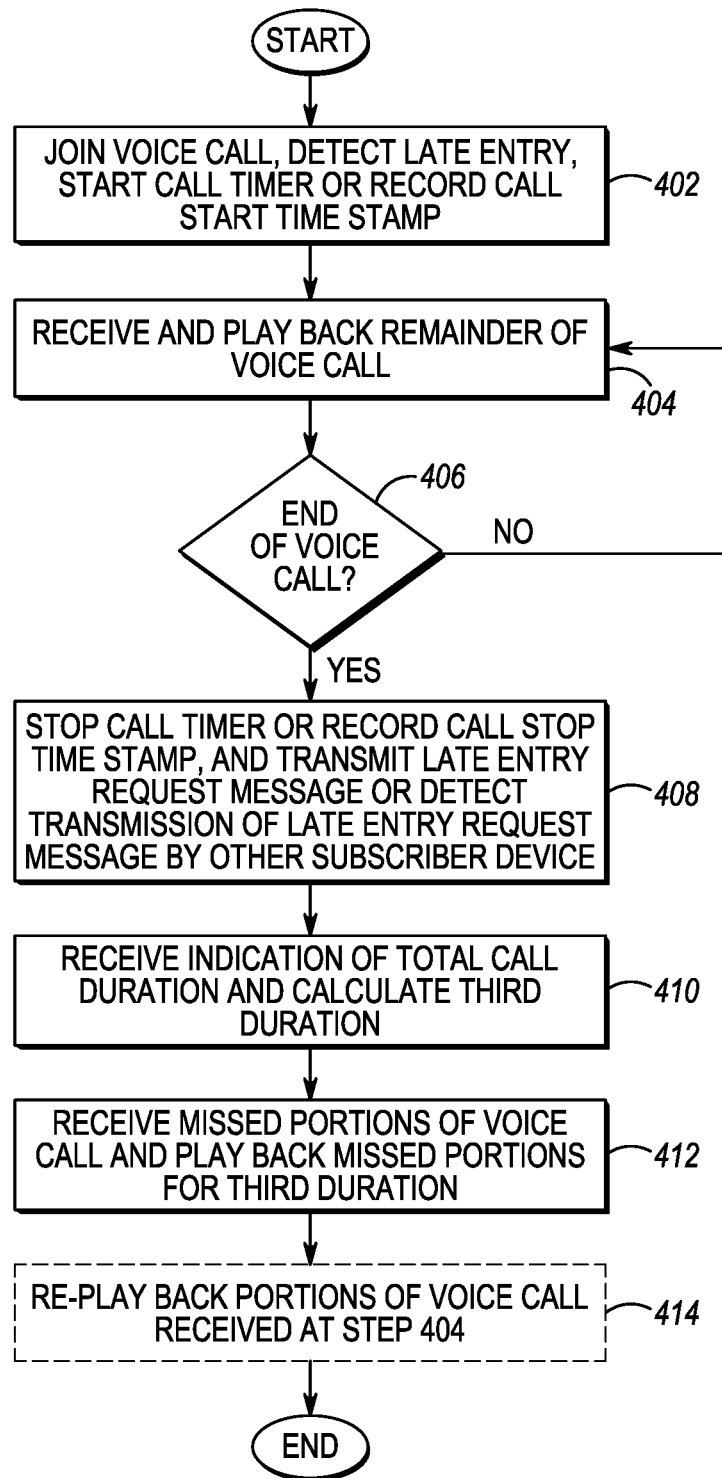 START
JOIN VOICE CALL, DETECT LATE ENTRY,
START CALL TIMER OR RECORD CALL
START TIME STAMP
402
RECEIVE AND PLAY BACK REMAINDER OF
VOICE CALL
404
406
END
OF VOICE
CALL?
NO
YES
STOP CALL TIMER OR RECORD CALL STOP
TIME STAMP, AND TRANSMIT LATE ENTRY
REQUEST MESSAGE OR DETECT
TRANSMISSION OF LATE ENTRY REQUEST
MESSAGE BY OTHER SUBSCRIBER DEVICE
408
RECEIVE INDICATION OF TOTAL CALL
DURATION AND CALCULATE THIRD
DURATION
410
RECEIVE MISSED PORTIONS OF VOICE
CALL AND PLAY BACK MISSED PORTIONS
FOR THIRD DURATION
412
RE-PLAY BACK PORTIONS OF VOICE CALL
RECEIVED AT STEP 404
414
END